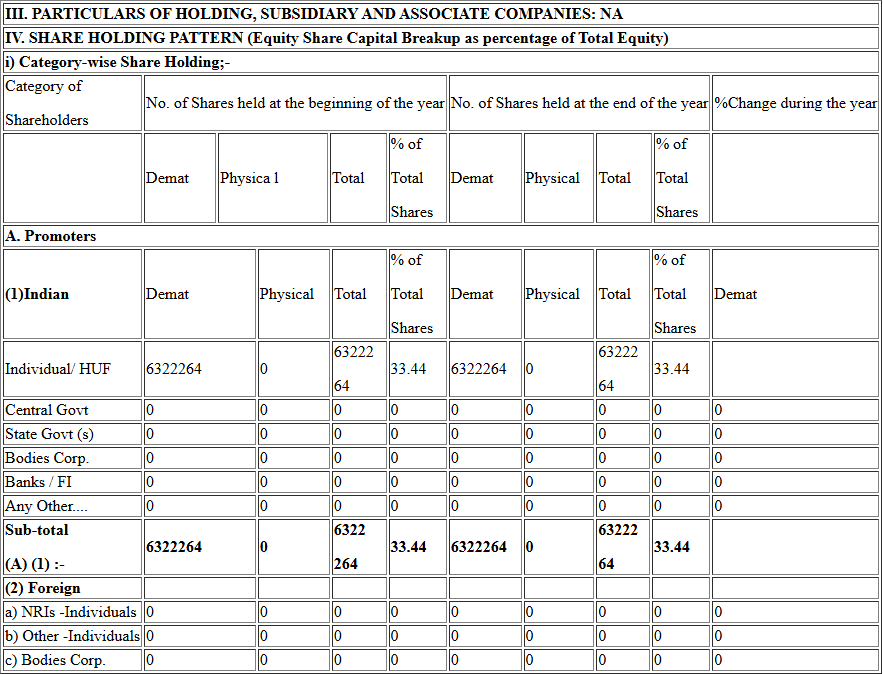 III. PARTICULARS OF HOLDING, SUBSIDIARY AND ASSOCIATE COMPANIES: NA
IV. SHARE HOLDING PATTERN (Equity Share Capital Breakup as percentage of Total Equity)
i) Category-wise Share Holding;-
Category of Shareholders No. of Shares held at the beginning of the year No. of Shares held at the end of the year %Change during the year
Demat Physica l Total % of Total Shares Demat Physical Total % of Total Shares
A. Promoters
(1)Indian Demat Physical Total % of Total Shares Demat Physical Total % of Total Shares Demat
Individual/ HUF 6322264 0 63222 64 33.44 6322264 0 63222 64 33.44
Central Govt 0 0 0 0 0 0 0 0 0
State Govt (s) 0 0 0 0 0 0 0 0 0
Bodies Corp. 0 0 0 0 0 0 0 0 0
Banks / FI 0 0 0 0 0 0 0 0 0
Any Other.... 0 0 0 0 0 0 0 0 0
Sub-total (A) (1) :- 6322264 0 6322 264 33.44 6322264 0 63222 64 33.44
(2) Foreign
a) NRIs -Individuals 0 0 0 0 0 0 0 0 0
b) Other -Individuals 0 0 0 0 0 0 0 0 0
c) Bodies Corp. 0 0 0 0 0 0 0 0 0